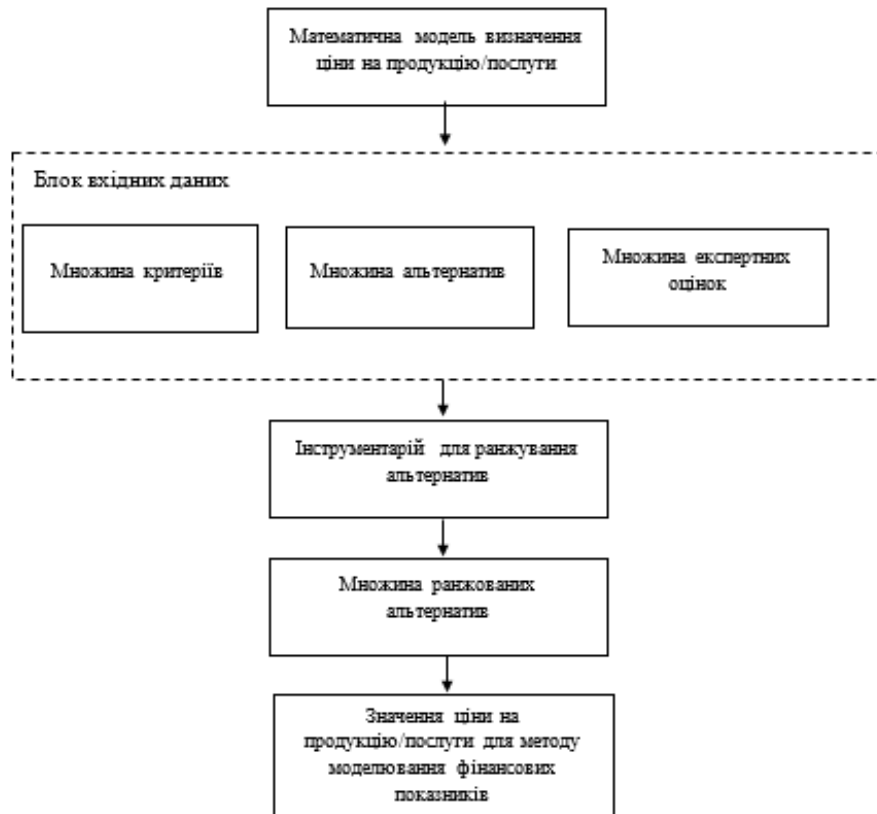 Математична модель визначення
ціни на продукцію/послуги
Блок вхідних даних
Множина критеріїв
Множина альтернатив
Множина експертних
оцінок
Інструментарій для ранжування
альтернатив
Множина ранжованих
альтернатив
Значення ціни на
продукцію/послуги для методу
моделювання фінансових
показників